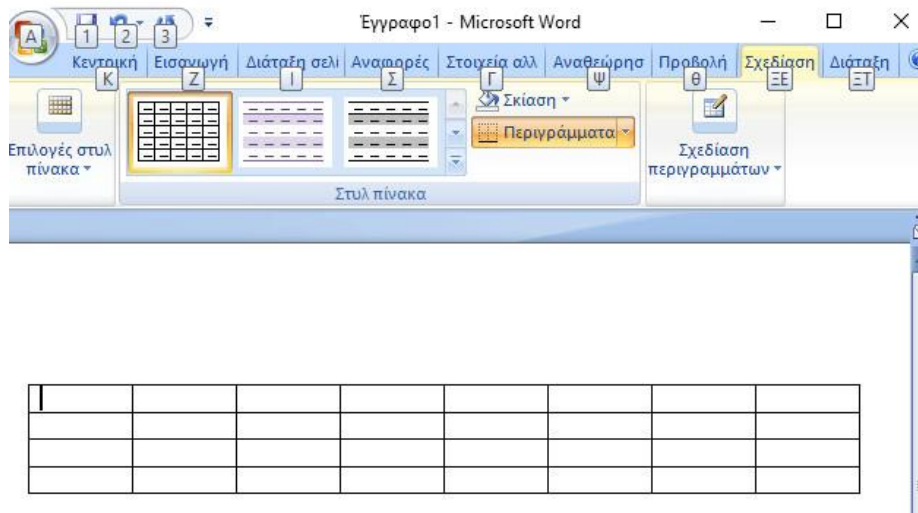 Έγγραφο1 - Microsoft Word
A 1 2 3
Κεντρική Εισαγωγή Διάταξη σελί Αναφορές Στοιχεία αλλ Αναθεώρησ Προβολή Σχεδίαση Διάταξη
Κ Ζ Ι Σ Γ Ψ Θ ΞΕ ΞΤ
Επιλογές στυλ
πίνακα
Σκίαση
Περιγράμματα
Στυλ πίνακα
Σχεδίαση
περιγραμμάτων